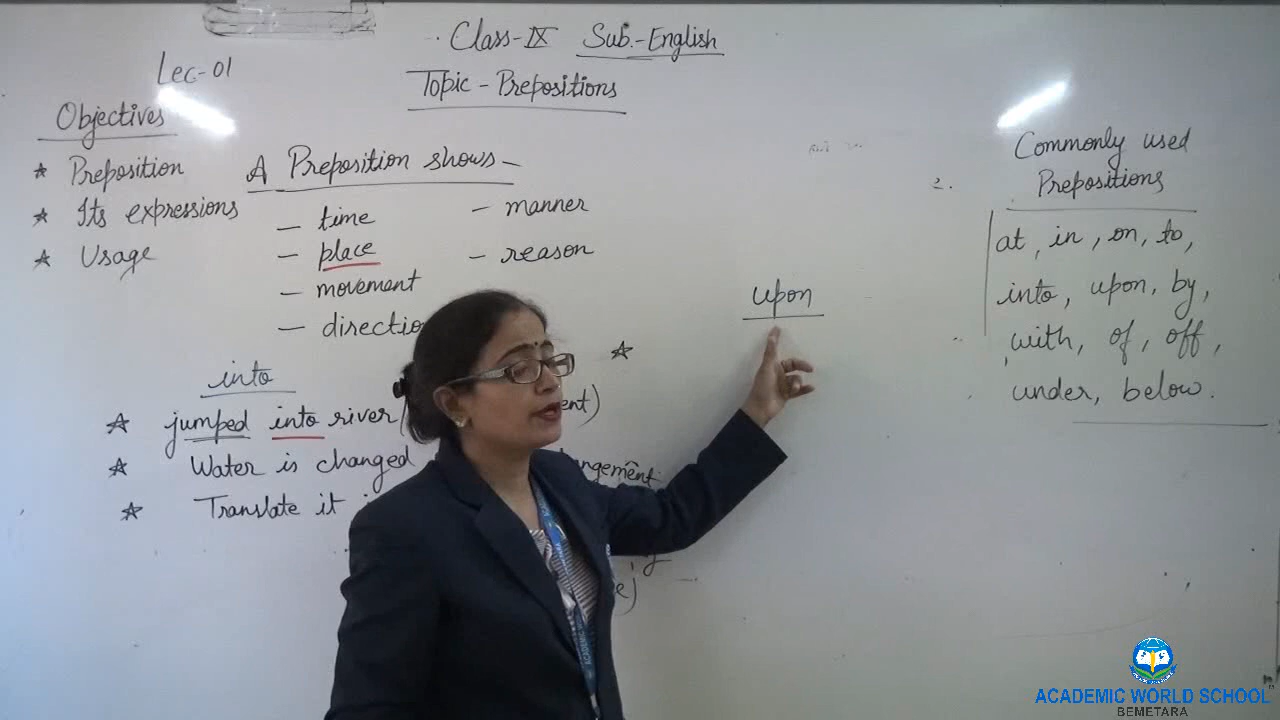 Class-IX Sub.-English
Lec-01
Topic - Prepositions
Objectives
☆ Preposition
☆ Its expressions
☆ Usage
A Preposition shows -
- time
- place
- movement
- manner
- reason
into
☆ jumped into river/
☆ Water is changed
☆ Translate it
☆
upon
2.
Commonly used
Prepositions
at, in, on, to,
into, upon, by,
with, of, off,
under, below.
ACADEMIC WORLD SCHOOL
BEMETARA